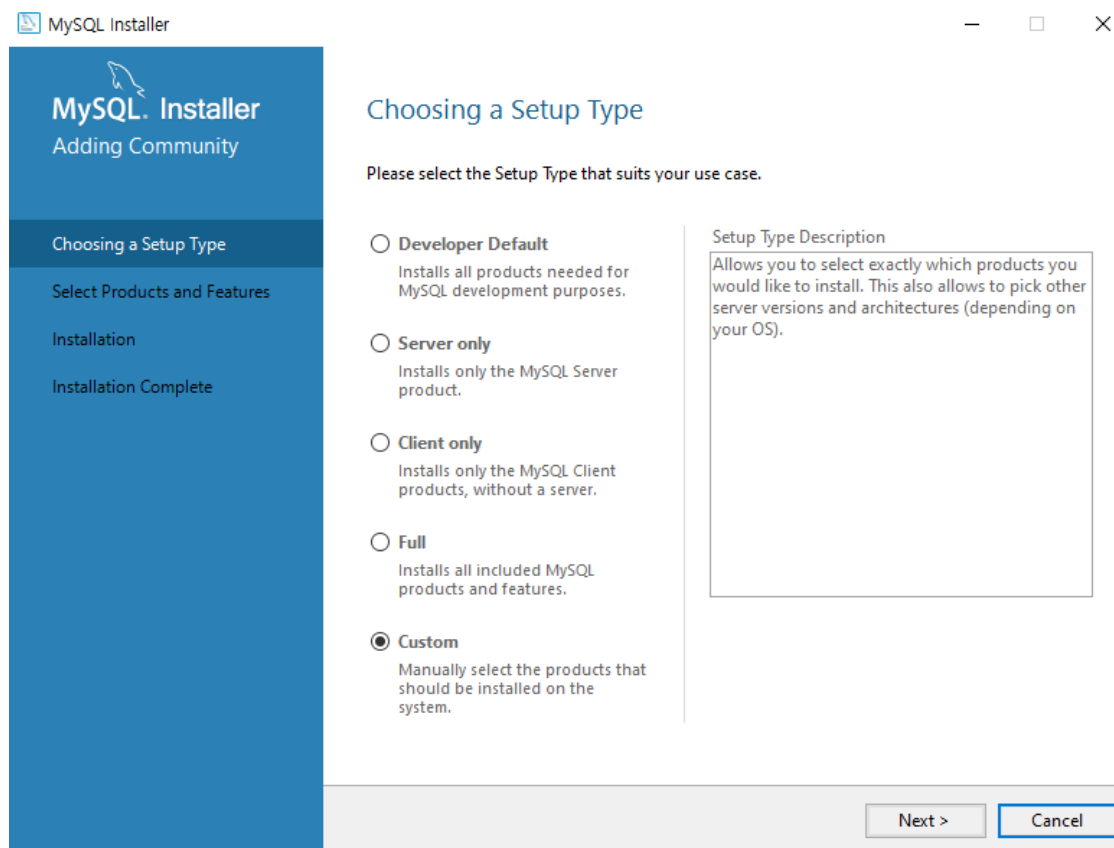 MySQL Installer
MySQL. Installer
Adding Community
Choosing a Setup Type
Select Products and Features
Installation
Installation Complete
Choosing a Setup Type
Please select the Setup Type that suits your use case.
Developer Default
Installs all products needed for
MySQL development purposes.
Server only
Installs only the MySQL Server
product.
Client only
Installs only the MySQL Client
products, without a server.
Full
Installs all included MySQL
products and features.
Custom
Manually select the products that
should be installed on the
system.
Setup Type Description
Allows you to select exactly which products you
would like to install. This also allows to pick other
server versions and architectures (depending on
your OS).
Next >
Cancel